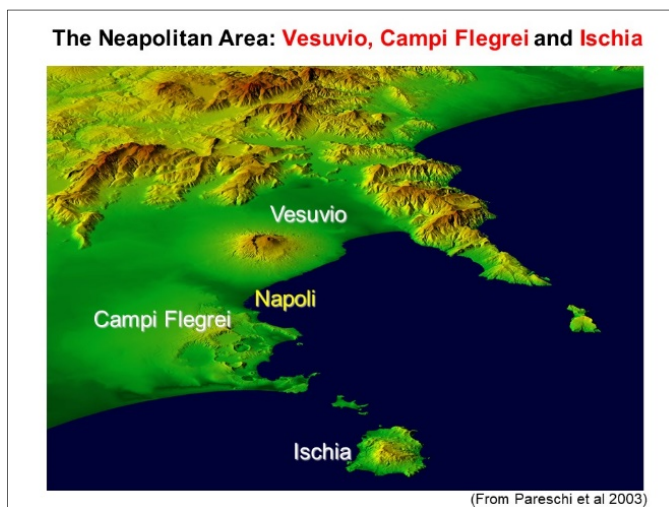 The Neapolitan Area: Vesuvio, Campi Flegrei and Ischia
Vesuvio
Napoli
Campi Flegrei
Ischia
(From Pareschi et al 2003)